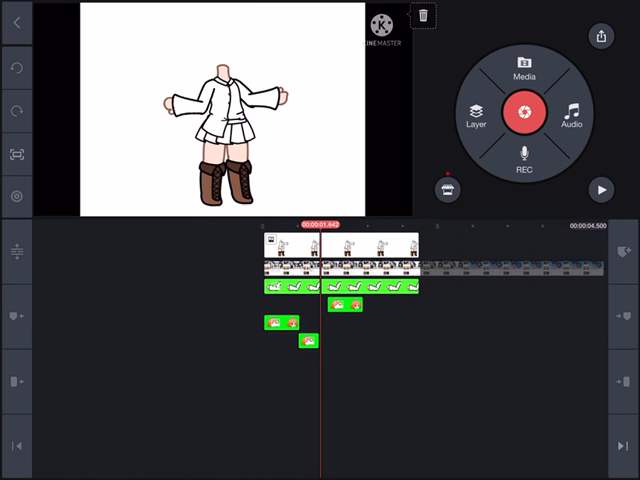 K
KINEMASTER
Media
Layer
Audio
REC
00:00:01.642
00:00:04.500